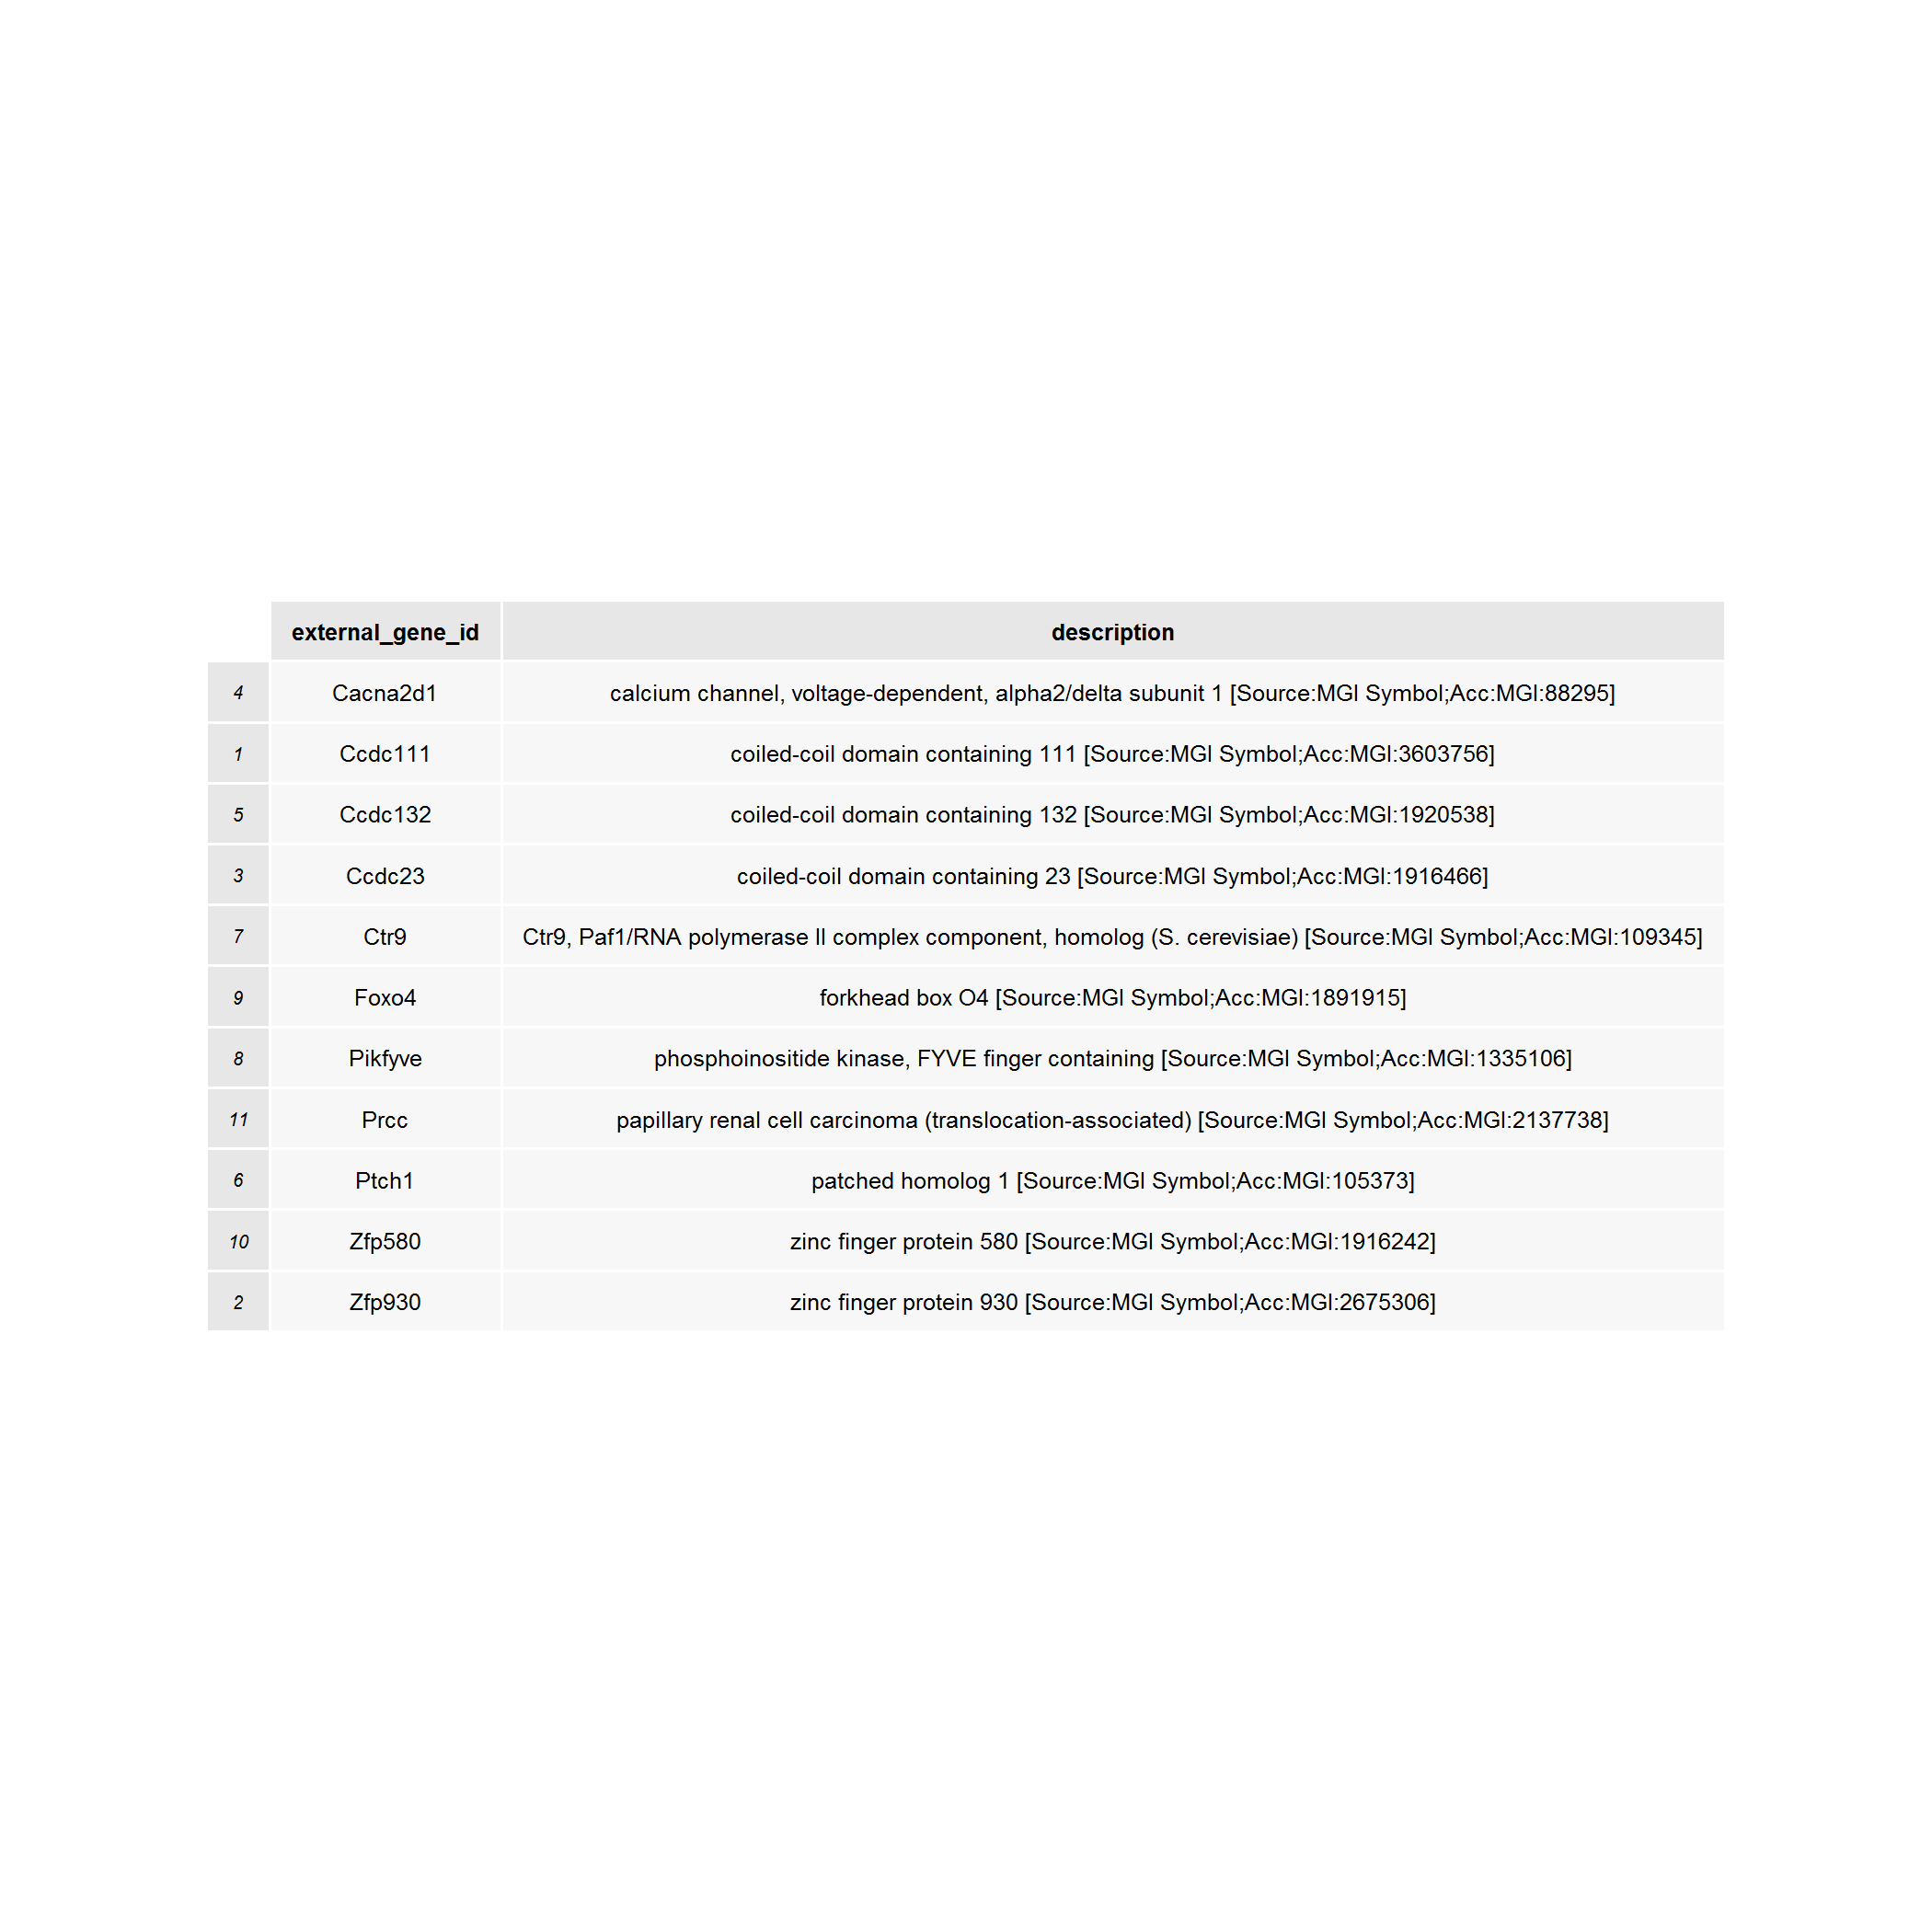 external_gene_id description
4 Cacna2d1 calcium channel, voltage-dependent, alpha2/delta subunit 1 [Source:MGI Symbol;Acc:MGI:88295]
1 Ccdc111 coiled-coil domain containing 111 [Source:MGI Symbol;Acc:MGI:3603756]
5 Ccdc132 coiled-coil domain containing 132 [Source:MGI Symbol;Acc:MGI:1920538]
3 Ccdc23 coiled-coil domain containing 23 [Source:MGI Symbol;Acc:MGI:1916466]
7 Ctr9 Ctr9, Paf1/RNA polymerase II complex component, homolog (S. cerevisiae) [Source:MGI Symbol;Acc:MGI:109345]
9 Foxo4 forkhead box O4 [Source:MGI Symbol;Acc:MGI:1891915]
8 Pikfyve phosphoinositide kinase, FYVE finger containing [Source:MGI Symbol;Acc:MGI:1335106]
11 Prcc papillary renal cell carcinoma (translocation-associated) [Source:MGI Symbol;Acc:MGI:2137738]
6 Ptch1 patched homolog 1 [Source:MGI Symbol;Acc:MGI:105373]
10 Zfp580 zinc finger protein 580 [Source:MGI Symbol;Acc:MGI:1916242]
2 Zfp930 zinc finger protein 930 [Source:MGI Symbol;Acc:MGI:2675306]